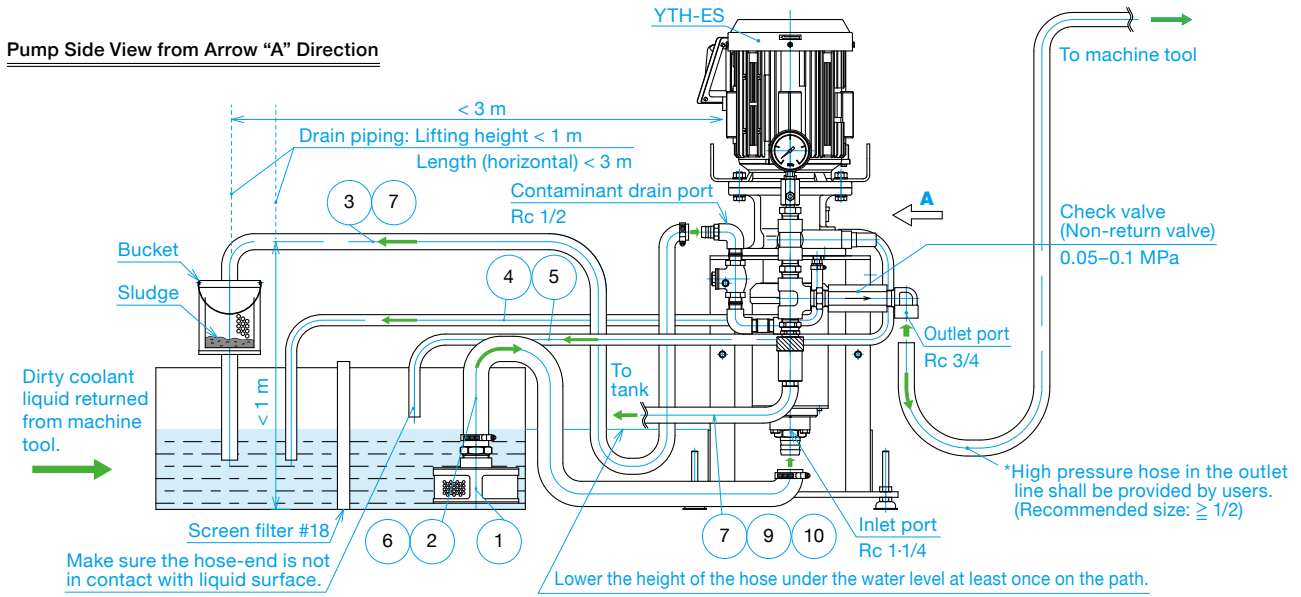 Pump Side View from Arrow “A” Direction
YTH-ES
To machine tool
< 3 m
Drain piping: Lifting height < 1 m
Length (horizontal) < 3 m
Contaminant drain port
Rc 1/2
A
3
7
Check valve
(Non-return valve)
0.05–0.1 MPa
Bucket
Sludge
4
5
Outlet port
Rc 3/4
Dirty coolant
liquid returned
from machine
tool.
< 1 m
To
tank
*High pressure hose in the outlet
line shall be provided by users.
(Recommended size: ≧ 1/2)
Screen filter #18
6
2
1
7
9
10
Inlet port
Rc 1·1/4
Make sure the hose-end is not
in contact with liquid surface.
Lower the height of the hose under the water level at least once on the path.